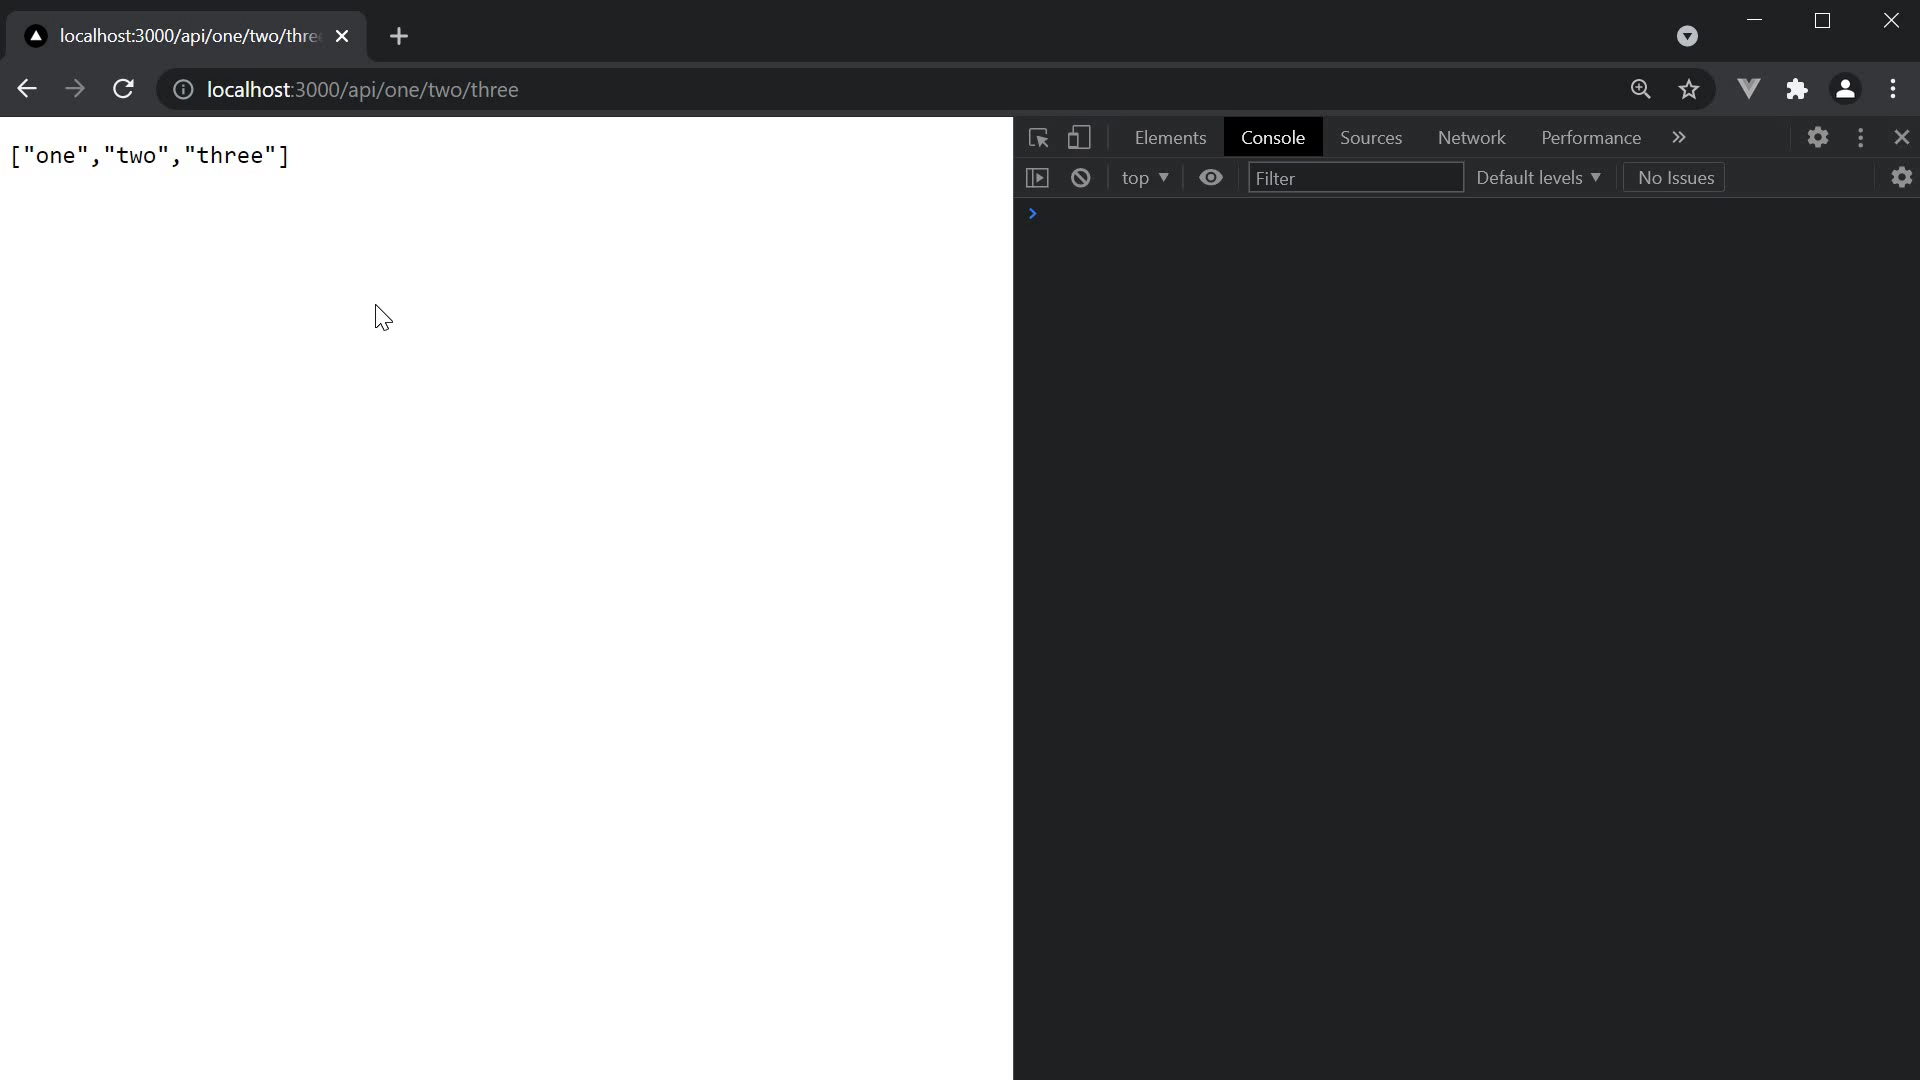 localhost:3000/api/one/two/thre
localhost:3000/api/one/two/three
["one","two","three"]
Elements Console Sources Network Performance »
top Filter Default levels No Issues